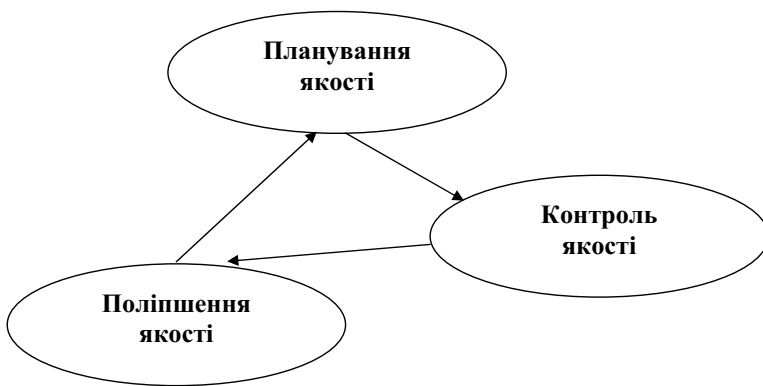 Планування
якості
Контроль
якості
Поліпшення
якості